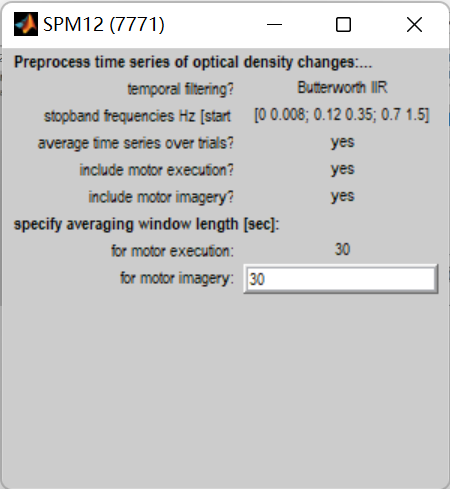 SPM12 (7771)
Preprocess time series of optical density changes:...
temporal filtering? Butterworth IIR
stopband frequencies Hz [start [0 0.008; 0.12 0.35; 0.7 1.5]
average time series over trials? yes
include motor execution? yes
include motor imagery? yes
specify averaging window length [sec]:
for motor execution: 30
for motor imagery: 30